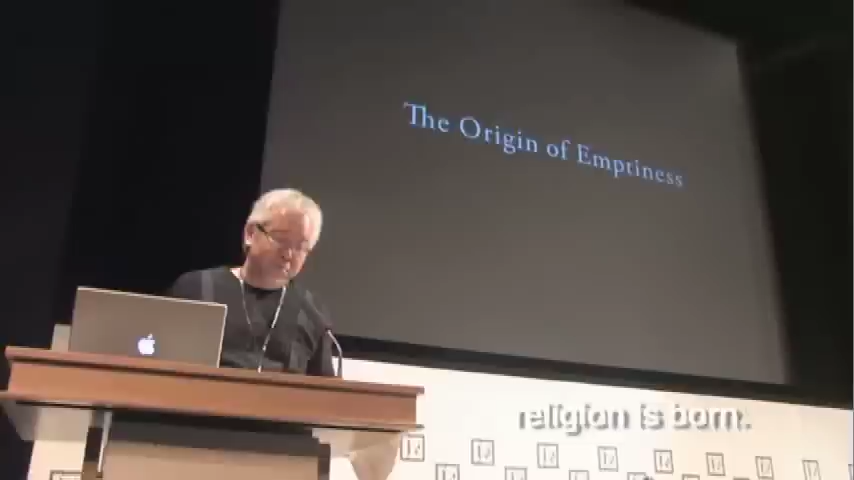 The Origin of Emptiness
religion is born.